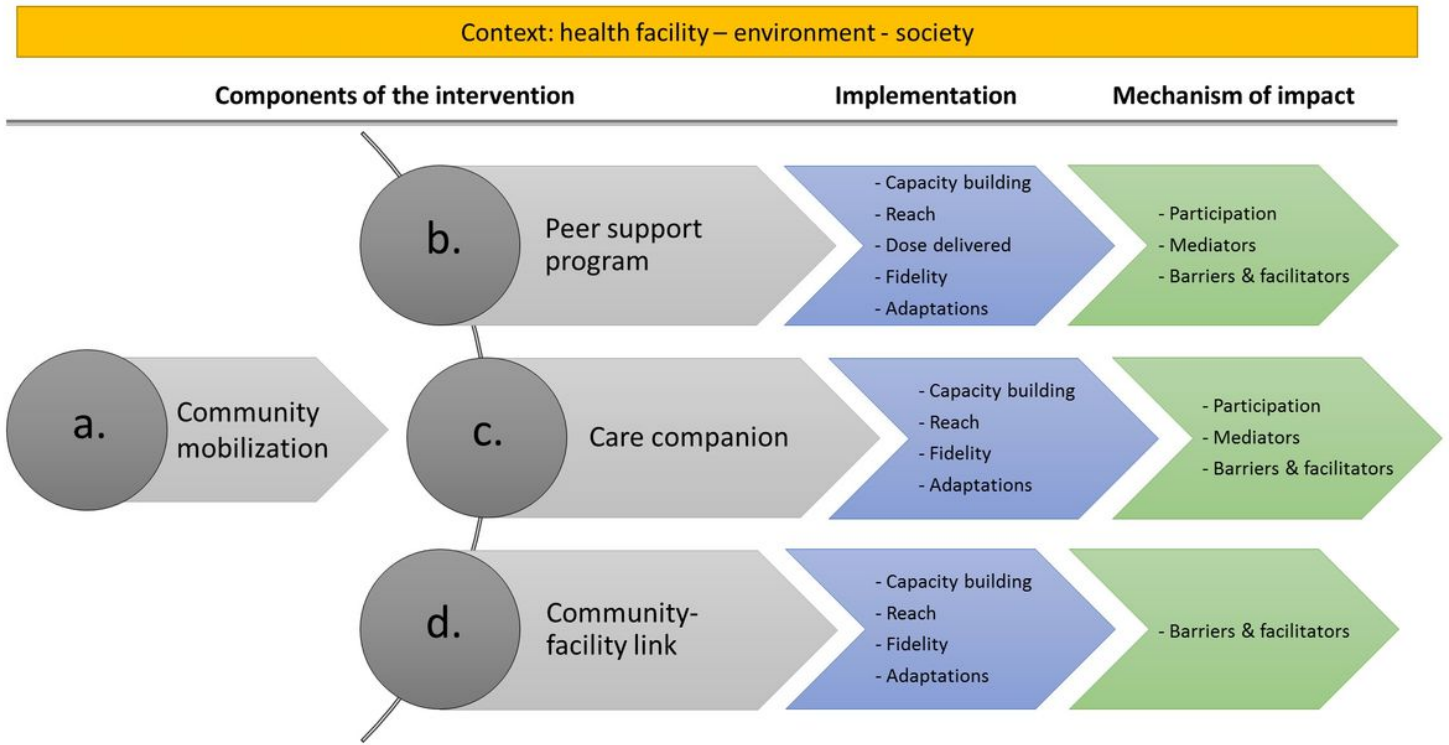 Context: health facility – environment - society
Components of the intervention
Implementation
Mechanism of impact
b.
Peer support
program
- Capacity building
- Reach
- Dose delivered
- Fidelity
- Adaptations
- Participation
- Mediators
- Barriers & facilitators
a.
Community
mobilization
c.
Care companion
- Capacity building
- Reach
- Fidelity
- Adaptations
- Participation
- Mediators
- Barriers & facilitators
d.
Community-
facility link
- Capacity building
- Reach
- Fidelity
- Adaptations
- Barriers & facilitators